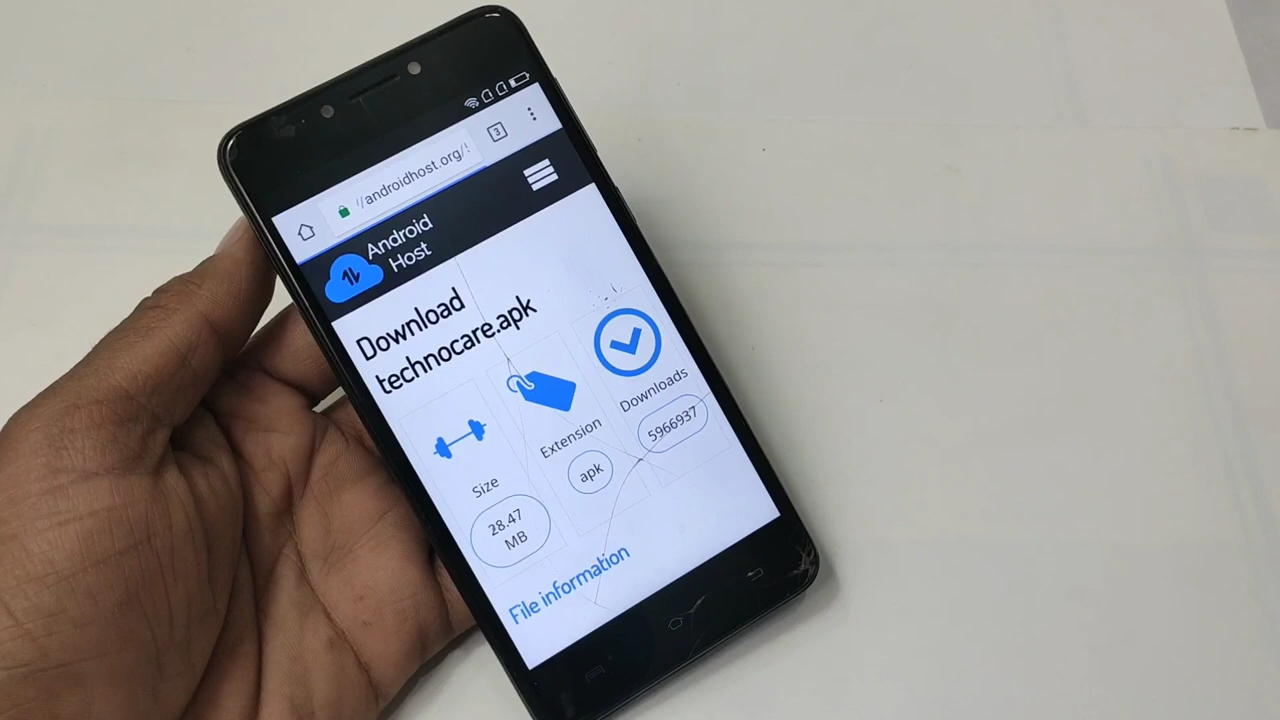 3
//androidhost.org/
Android
Host
Download
technocare.apk
Size
28.47
MB
Extension
apk
Downloads
5966937
File information